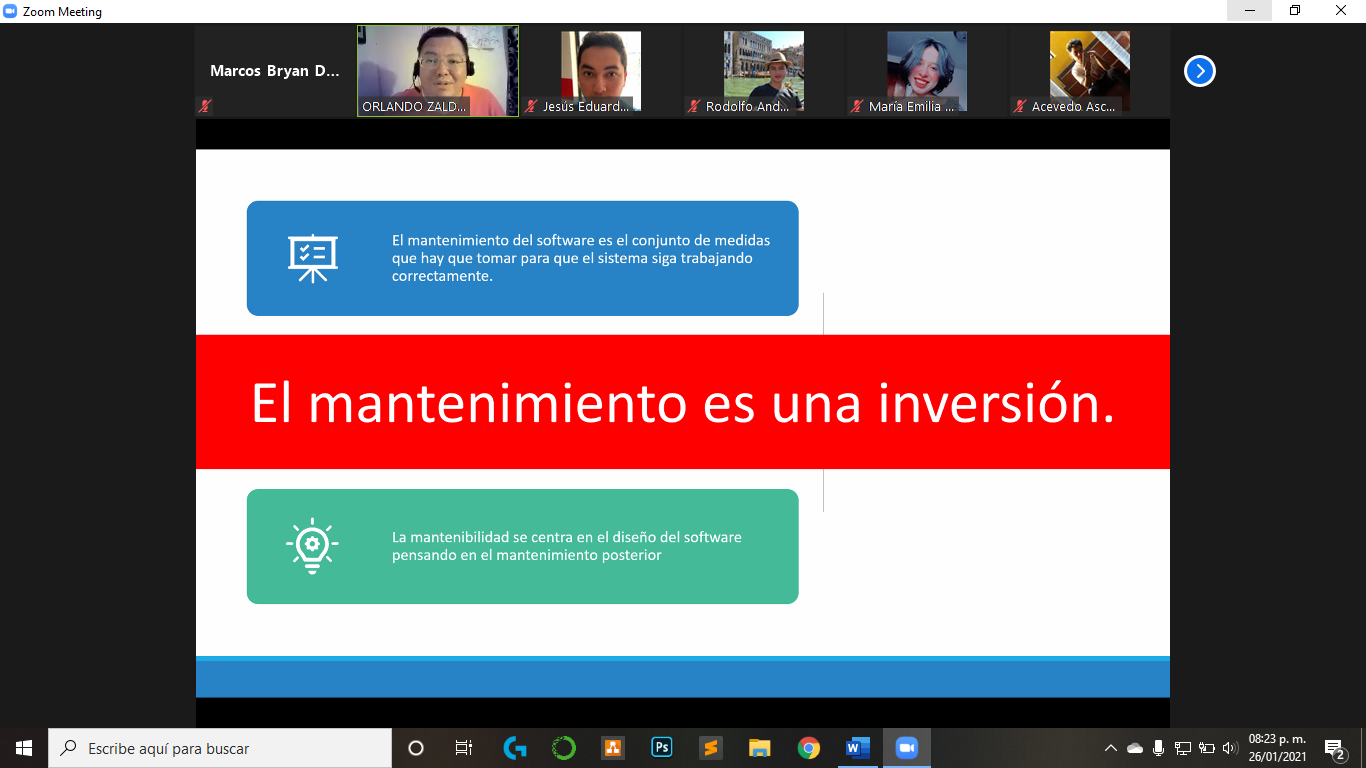 Zoom Meeting
Marcos Bryan D...
ORLANDO ZALD...
Jesús Eduard...
Rodolfo And...
María Emilia ...
Acevedo Asc...
El mantenimiento del software es el conjunto de medidas
que hay que tomar para que el sistema siga trabajando
correctamente.
El mantenimiento es una inversión.
La mantenibilidad se centra en el diseño del software
pensando en el mantenimiento posterior
Escribe aquí para buscar
Ps
W
08:23 p. m.
26/01/2021
2